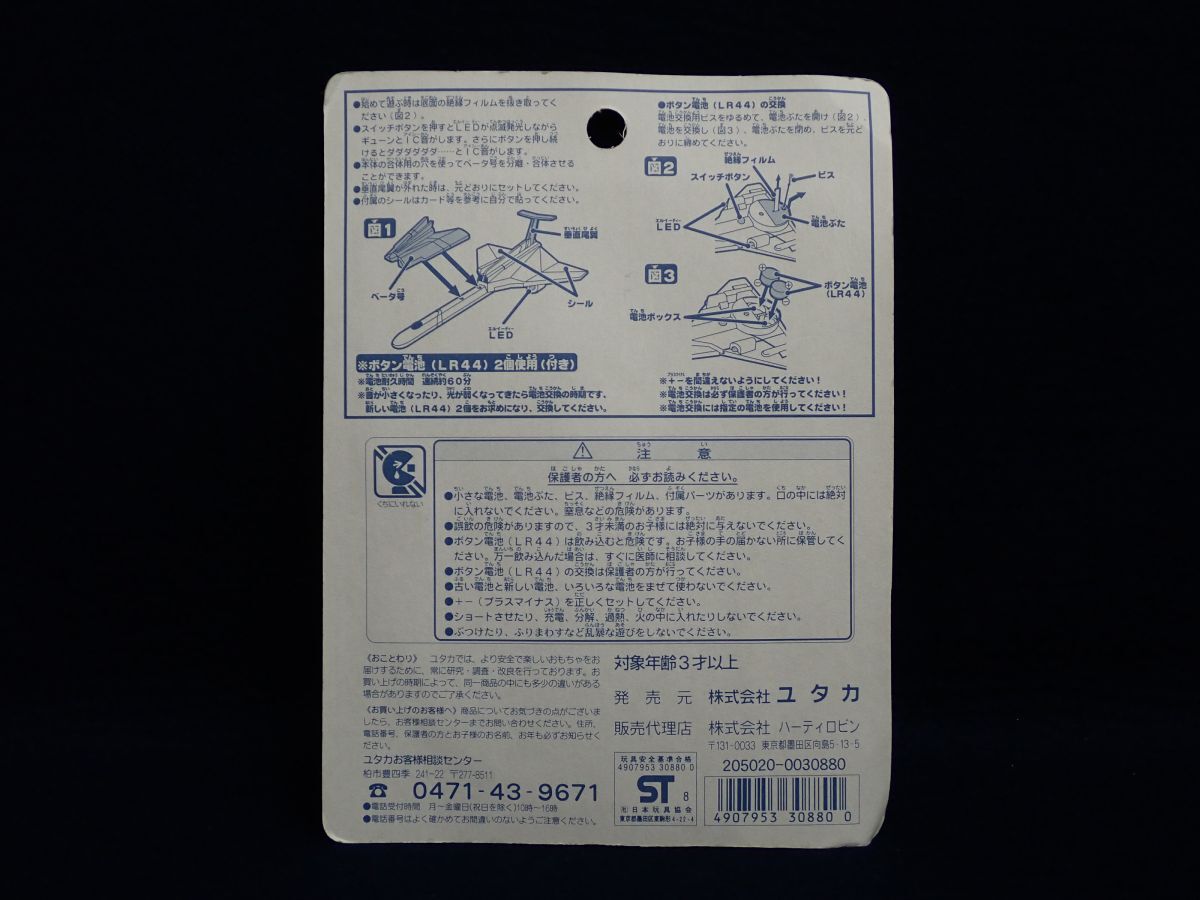 ●始めて遊ぶ時は底面の絶縁フィルムを抜き取ってく
ださい(図2)。
●スイッチボタンを押すとLEDが点滅発光しながら
ギューンとIC音がします。さらにボタンを押し続
けるとダダダダダダ……とIC音がします。
●本体の合体用の穴を使ってベータ号を分離・合体させる
ことができます。
●垂直尾翼が外れた時は、元どおりにセットしてください。
●付属のシールはカード等を参考に自分で貼ってください。
図1
ベータ号
垂直尾翼
シール
LED
※ボタン電池(LR44)2個使用(付き)
※電池耐久時間 連続約60分
※音が小さくなったり、光が弱くなってきたら電池交換の時期です、
新しい電池(LR44)2個をお求めになり、交換してください。
●ボタン電池(LR44)の交換
電池交換用ビスをゆるめて、電池ぶたを開け(図2)、
電池を交換し(図3)、電池ぶたを閉め、ビスを元ど
おりに締めてください。
図2
絶縁フィルム
スイッチボタン
ビス
LED
電池ぶた
図3
ボタン電池
(LR44)
電池ボックス
※+-を間違えないようにしてください!
※電池交換は必ず保護者の方が行ってください!
※電池交換には指定の電池を使用してください!
くちにいれない
注意
保護者の方へ 必ずお読みください。
●小さな電池、電池ぶた、ビス、絶縁フィルム、付属パーツがあります。口の中には絶対
に入れないでください。窒息などの危険があります。
●誤飲の危険がありますので、3才未満のお子様には絶対に与えないでください。
●ボタン電池(LR44)は飲み込むと危険です。お子様の手の届かない所に保管してく
ださい。万一飲み込んだ場合は、すぐに医師に相談してください。
●ボタン電池(LR44)の交換は保護者の方が行ってください。
●古い電池と新しい電池、いろいろな電池をまぜて使わないでください。
●+-(プラスマイナス)を正しくセットしてください。
●ショートさせたり、充電、分解、過熱、火の中に入れたりしないでください。
●ぶつけたり、ふりまわすなど乱暴な遊びをしないでください。
《おことわり》 ユタカでは、より安全で楽しいおもちゃをお
届けするために、常に研究・調査・改良を行っております。お
買い上げの時期によって、同一商品の中にも多少の違いがある
場合がありますのでご了承ください。
《お買い上げのお客様へ》商品についてお気づきの点がございま
したら、お客様相談センターまでお問い合わせください。住所、
電話番号、保護者の方とお子様のお名前、お年も必ずお知らせく
ださい。
ユタカお客様相談センター
柏市豊四季 241-22 〒277-8511
☎ 0471-43-9671
●電話受付時間 月〜金曜日(祝日を除く)10時〜16時
●電話番号はよく確かめてお間違いのないようご注意ください。
対象年齢3才以上
発売元 株式会社 ユタカ
販売代理店 株式会社 ハーティロビン
〒131-0033 東京都墨田区向島5-13-5
205020-0030880
玩具安全基準合格
4907953 30880 0
ST 8
(社)日本玩具協会
東京都墨田区東駒形4-22-4
4907953 308800